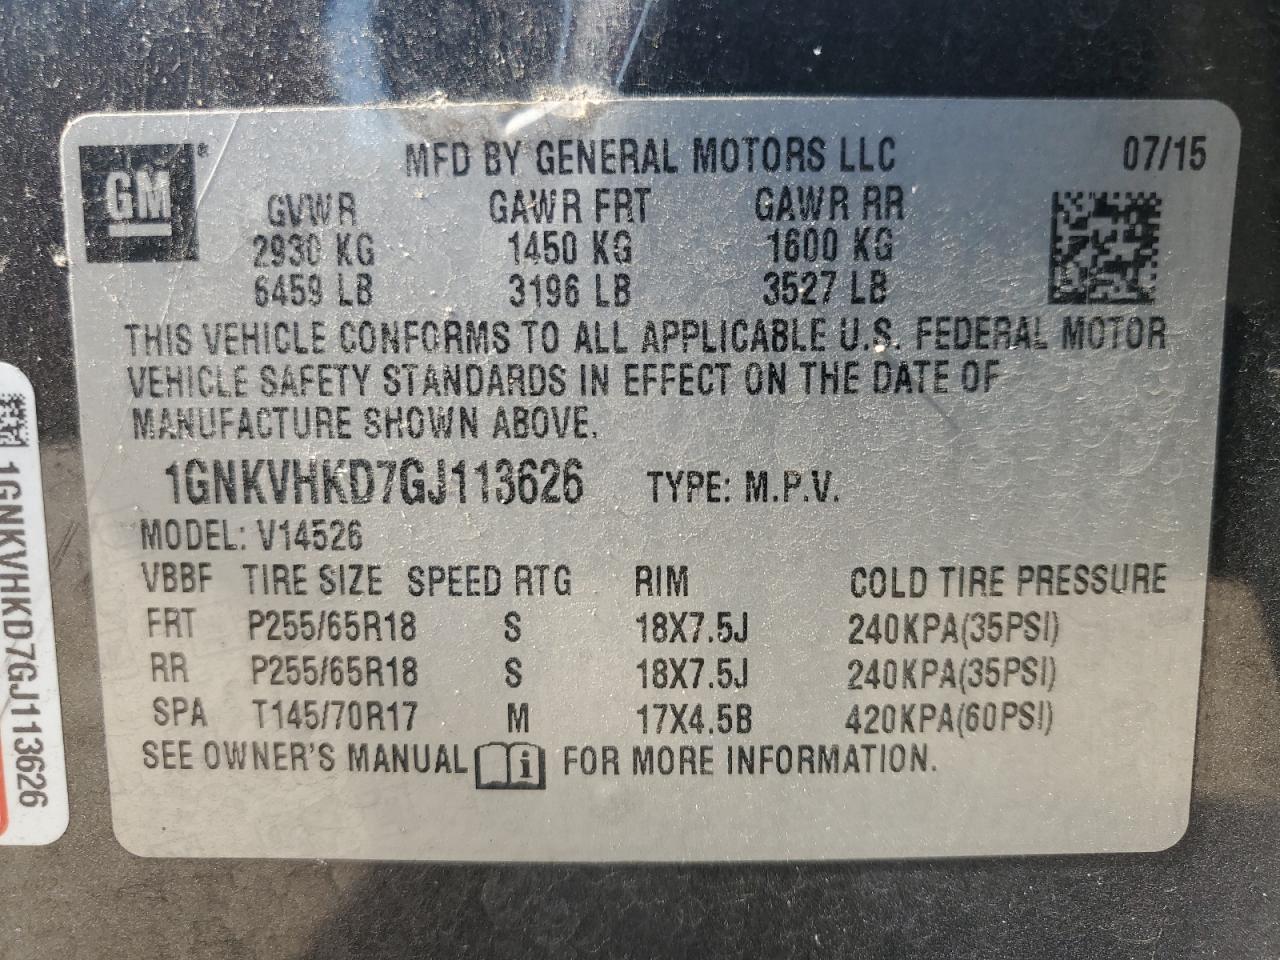 MFD BY GENERAL MOTORS LLC 07/15
GM®
GVWR GAWR FRT GAWR RR
2930 KG 1450 KG 1600 KG
6459 LB 3196 LB 3527 LB
THIS VEHICLE CONFORMS TO ALL APPLICABLE U.S. FEDERAL MOTOR
VEHICLE SAFETY STANDARDS IN EFFECT ON THE DATE OF
MANUFACTURE SHOWN ABOVE.
1GNKVHKD7GJ113626 TYPE: M.P.V.
MODEL: V14526
VBBF TIRE SIZE SPEED RTG RIM COLD TIRE PRESSURE
FRT P255/65R18 S 18X7.5J 240KPA(35PSI)
RR P255/65R18 S 18X7.5J 240KPA(35PSI)
SPA T145/70R17 M 17X4.5B 420KPA(60PSI)
SEE OWNER'S MANUAL i FOR MORE INFORMATION.
1GNKVHKD7GJ113626